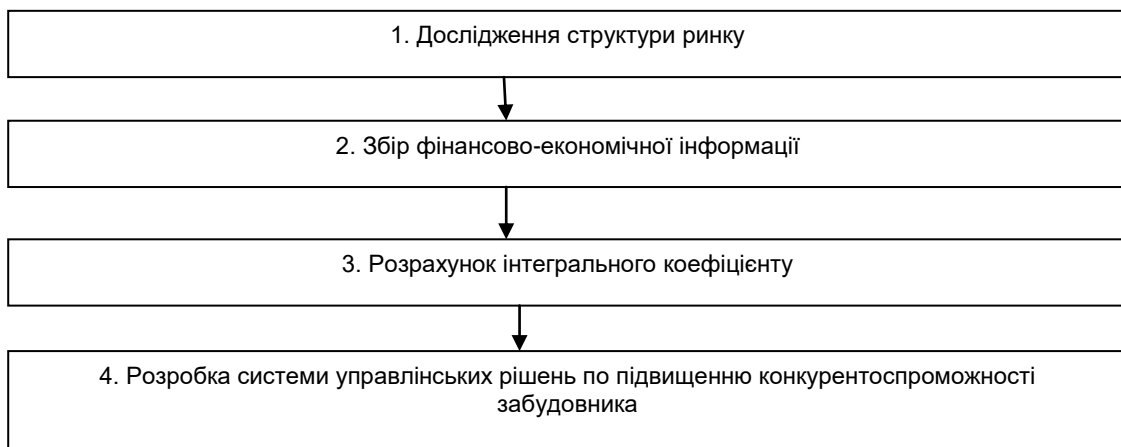 1. Дослідження структури ринку
2. Збір фінансово-економічної інформації
3. Розрахунок інтегрального коефіцієнту
4. Розробка системи управлінських рішень по підвищенню конкурентоспроможності
забудовника